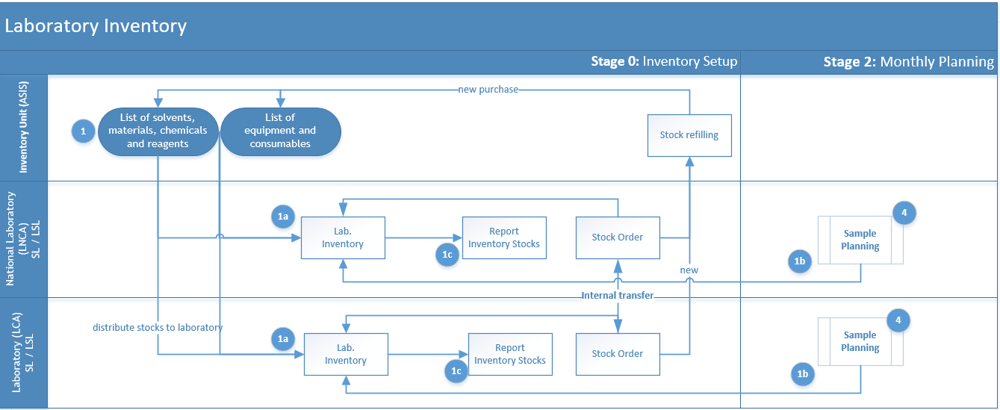 Laboratory Inventory
Stage 0: Inventory Setup
Stage 2: Monthly Planning
Inventory Unit (ASIS)
new purchase
1
List of solvents,
materials, chemicals
and reagents
List of
equipment and
consumables
Stock refilling
National Laboratory
(LNCA)
SL / LSL
1a
Lab.
Inventory
Report
Inventory Stocks
1c
Stock Order
4
Sample
Planning
1b
new
Internal transfer
Laboratory (LCA)
SL / LSL
distribute stocks to laboratory
1a
Lab.
Inventory
Report
Inventory Stocks
1c
Stock Order
4
Sample
Planning
1b